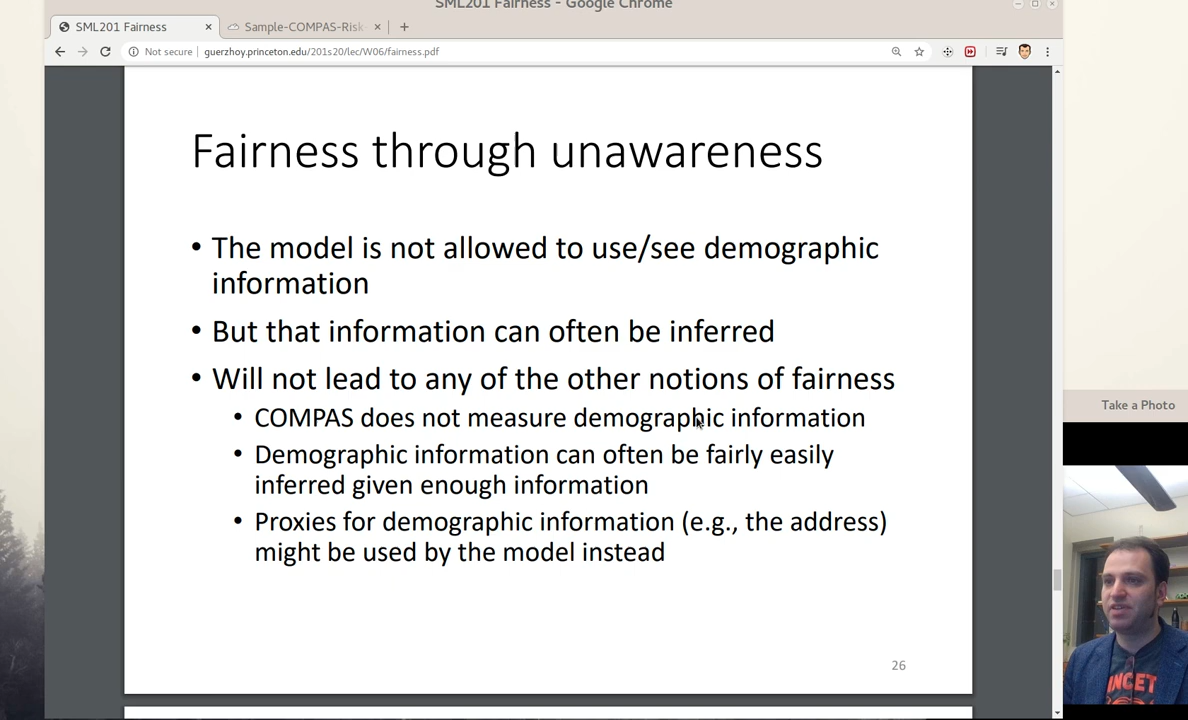 SML201 Fairness - Google Chrome
SML201 Fairness
Sample-COMPAS-Risk
Not secure
guerzhoy.princeton.edu/201s20/lec/W06/fairness.pdf
Fairness through unawareness
• The model is not allowed to use/see demographic
information
• But that information can often be inferred
• Will not lead to any of the other notions of fairness
• COMPAS does not measure demographic information
• Demographic information can often be fairly easily
inferred given enough information
• Proxies for demographic information (e.g., the address)
might be used by the model instead
26
Take a Photo